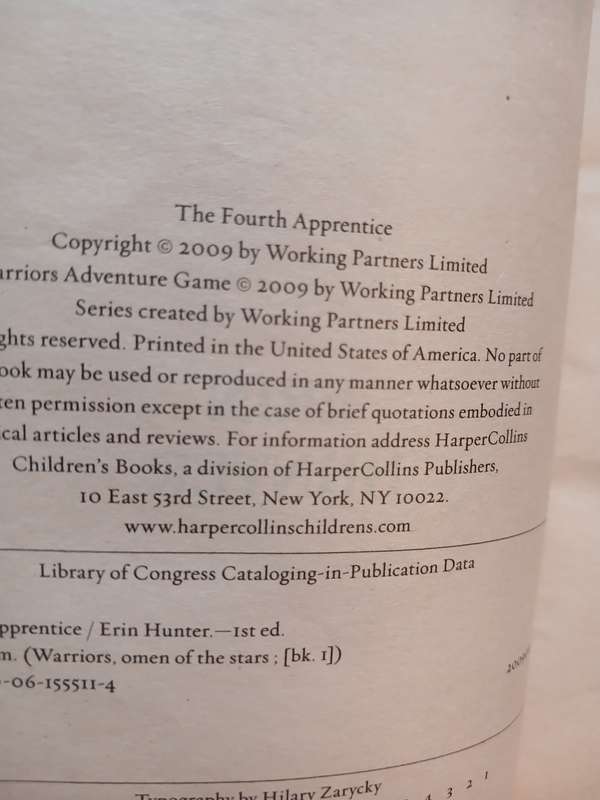 The Fourth Apprentice
Copyright © 2009 by Working Partners Limited
arriors Adventure Game © 2009 by Working Partners Limited
Series created by Working Partners Limited
ghts reserved. Printed in the United States of America. No part of
ook may be used or reproduced in any manner whatsoever without
ten permission except in the case of brief quotations embodied in
cal articles and reviews. For information address HarperCollins
Children's Books, a division of HarperCollins Publishers,
10 East 53rd Street, New York, NY 10022.
www.harpercollinschildrens.com
Library of Congress Cataloging-in-Publication Data
pprentice / Erin Hunter.—1st ed.
m. (Warriors, omen of the stars ; [bk. 1])
-06-155511-4
Typography by Hilary Zarycky
4 3 2 1